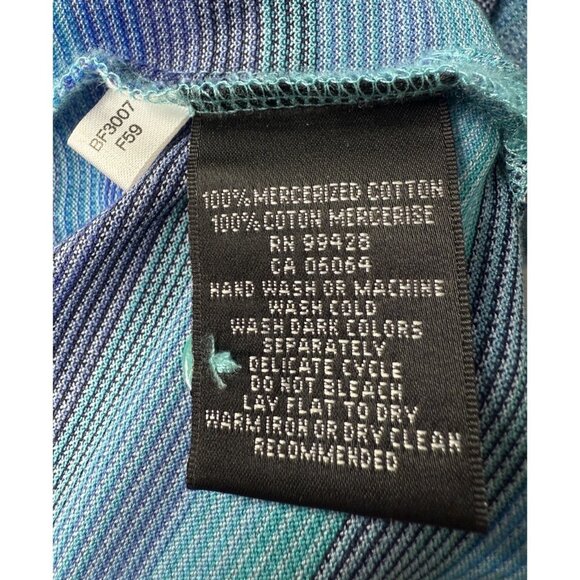 BF3007
F59
100% MERCERIZED COTTON
100% COTON MERCERISE
RN 99428
CA 05064
HAND WASH OR MACHINE
WASH COLD
WASH DARK COLORS
SEPARATELY
DELICATE CYCLE
DO NOT BLEACH
LAY FLAT TO DRY
WARM IRON OR DRY CLEAN
RECOMMENDED